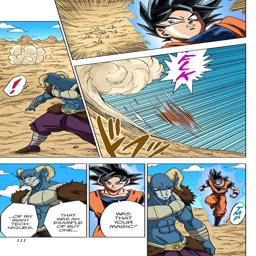 !
WAS
THAT
YOUR
MAGIC?
THAT
WAS AN
EXAMPLE
OF BUT
ONE...
...OF MY
MANY
TECH
NIQUES.
111